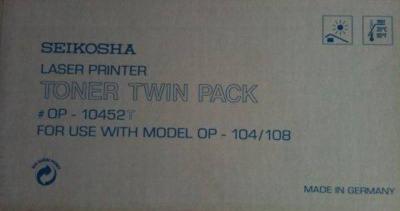 SEIKOSHA
LASER PRINTER
TONER TWIN PACK
# OP - 10452T
FOR USE WITH MODEL OP - 104/108
MADE IN GERMANY